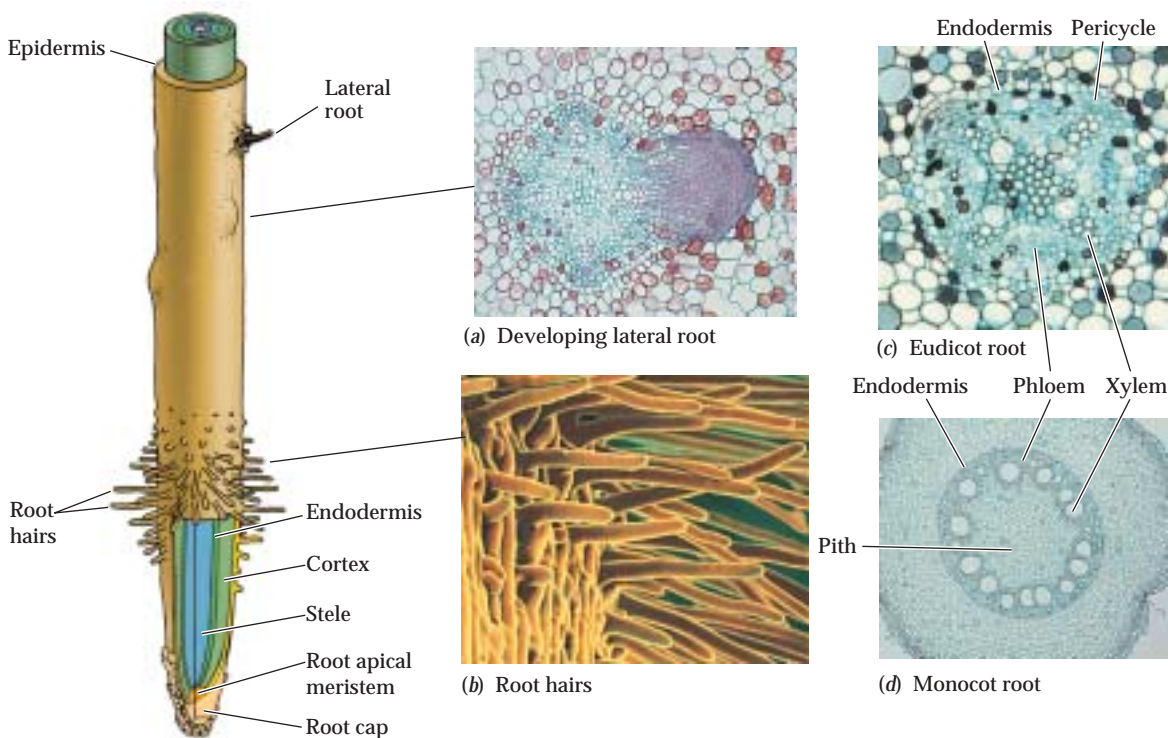 Epidermis
Lateral
root
Root
hairs
Endodermis
Cortex
Stele
Root apical
meristem
Root cap
(a) Developing lateral root
(b) Root hairs
Endodermis Pericycle
(c) Eudicot root
Endodermis Phloem Xylem
Pith
(d) Monocot root